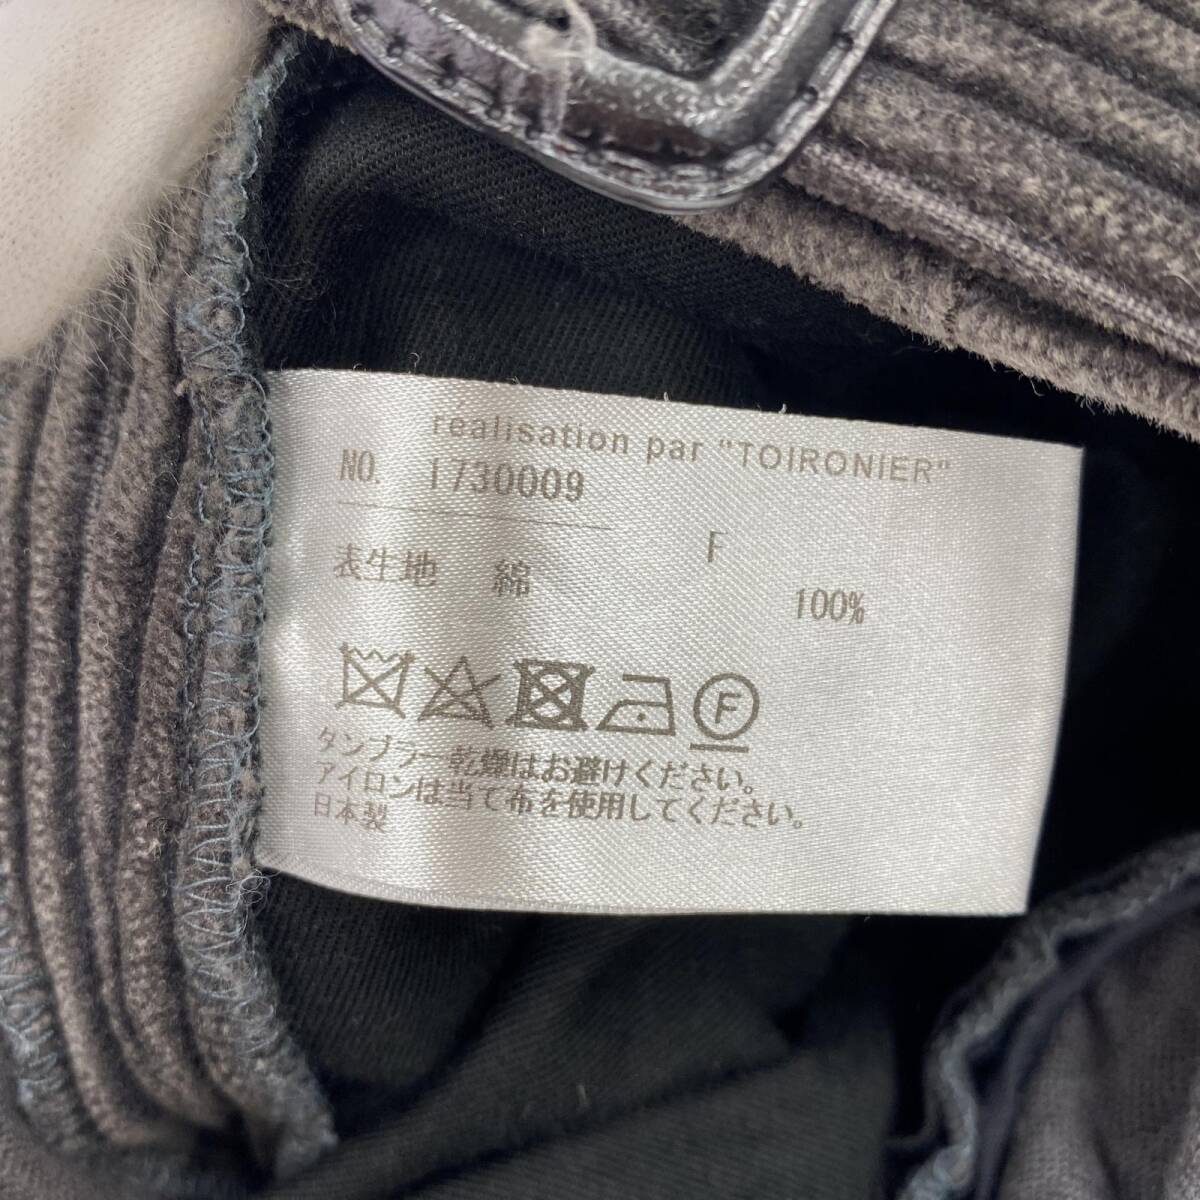 realisation par "TOIRONIER"
NO. 1730009
F
表生地 綿 100%
F
タンブラー乾燥はお避けください。
アイロンは当て布を使用してください。
日本製